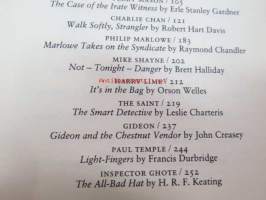 The Case of the Irate Witness by Erle Stanley Gardner
CHARLIE CHAN / 121
Walk Softly, Strangler by Robert Hart Davis
PHILIP MARLOWE / 183
Marlowe Takes on the Syndicate by Raymond Chandler
MIKE SHAYNE / 202
Not – Tonight – Danger by Brett Halliday
HARRY LIME / 212
It's in the Bag by Orson Welles
THE SAINT / 219
The Smart Detective by Leslie Charteris
GIDEON / 237
Gideon and the Chestnut Vendor by John Creasey
PAUL TEMPLE / 244
Light-Fingers by Francis Durbridge
INSPECTOR GHOTE / 252
The All-Bad Hat by H. R. F. Keating